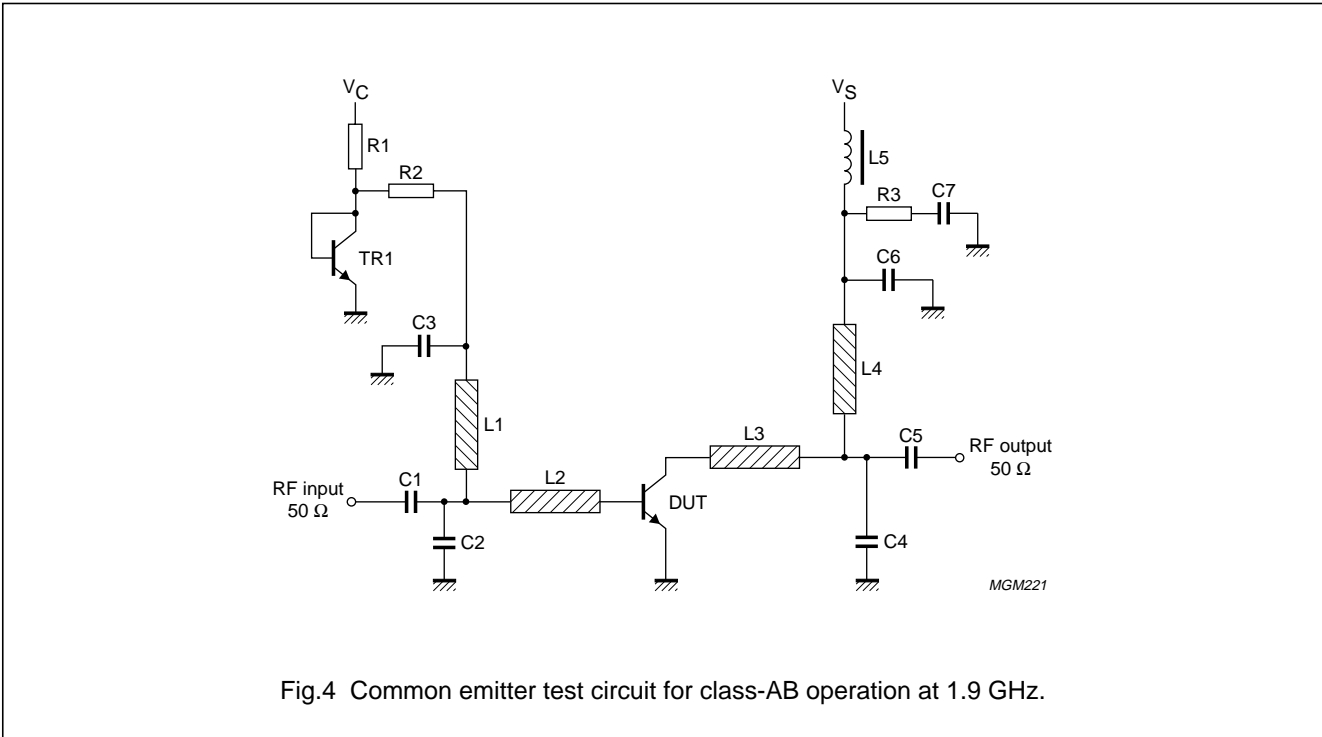 VC
VS
R1
L5
R2
R3
C7
TR1
C6
C3
L4
L1
L3
C5
RF output
50 Ω
L2
C1
RF input
50 Ω
DUT
C2
C4
MGM221
Fig.4 Common emitter test circuit for class-AB operation at 1.9 GHz.